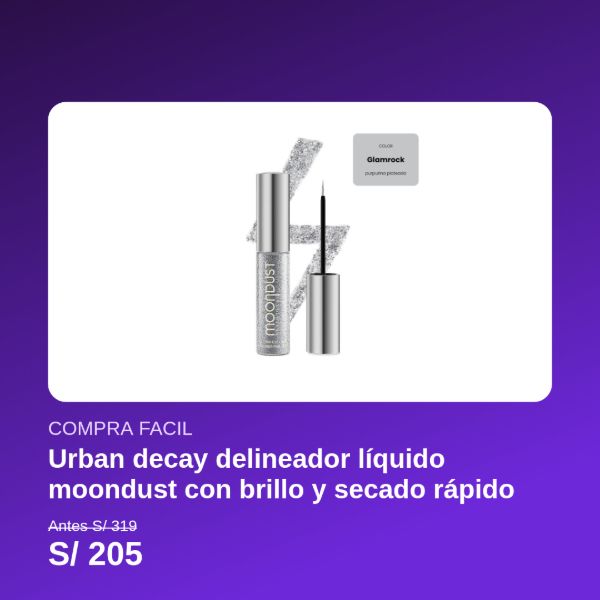 COLOR
Glamrock
purpurina plateada
MOONDUST
COMPRA FACIL
Urban decay delineador líquido
moondust con brillo y secado rápido
Antes S/ 319
S/ 205